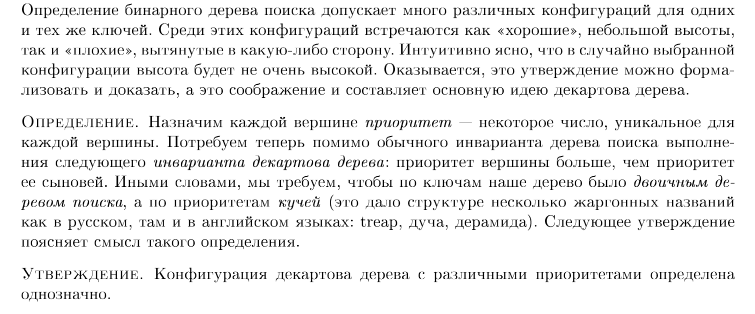 Определение бинарного дерева поиска допускает много различных конфигураций для одних
и тех же ключей. Среди этих конфигураций встречаются как «хорошие», небольшой высоты,
так и «плохие», вытянутые в какую-либо сторону. Интуитивно ясно, что в случайно выбранной
конфигурации высота будет не очень высокой. Оказывается, это утверждение можно форма-
лизовать и доказать, а это соображение и составляет основную идею декартова дерева.
Определение. Назначим каждой вершине приоритет — некоторое число, уникальное для
каждой вершины. Потребуем теперь помимо обычного инварианта дерева поиска выполне-
ния следующего инварианта декартова дерева: приоритет вершины больше, чем приоритет
ее сыновей. Иными словами, мы требуем, чтобы по ключам наше дерево было двоичным де-
ревом поиска, а по приоритетам кучей (это дало структуре несколько жаргонных названий
как в русском, там и в английском языках: treap, дуча, дерамида). Следующее утверждение
поясняет смысл такого определения.
Утверждение. Конфигурация декартова дерева с различными приоритетами определена
однозначно.